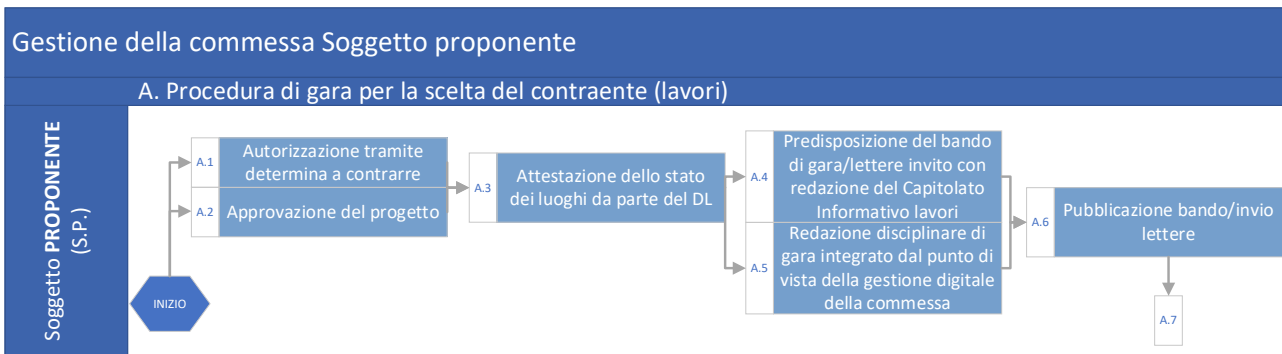 Gestione della commessa Soggetto proponente
A. Procedura di gara per la scelta del contraente (lavori)
Soggetto PROPONENTE
(S.P.)
INIZIO
A.1
Autorizzazione tramite
determina a contrarre
A.2
Approvazione del progetto
A.3
Attestazione dello stato
dei luoghi da parte del DL
A.4
Predisposizione del bando
di gara/lettere invito con
redazione del Capitolato
Informativo lavori
A.5
Redazione disciplinare di
gara integrato dal punto di
vista della gestione digitale
della commessa
A.6
Pubblicazione bando/invio
lettere
A.7